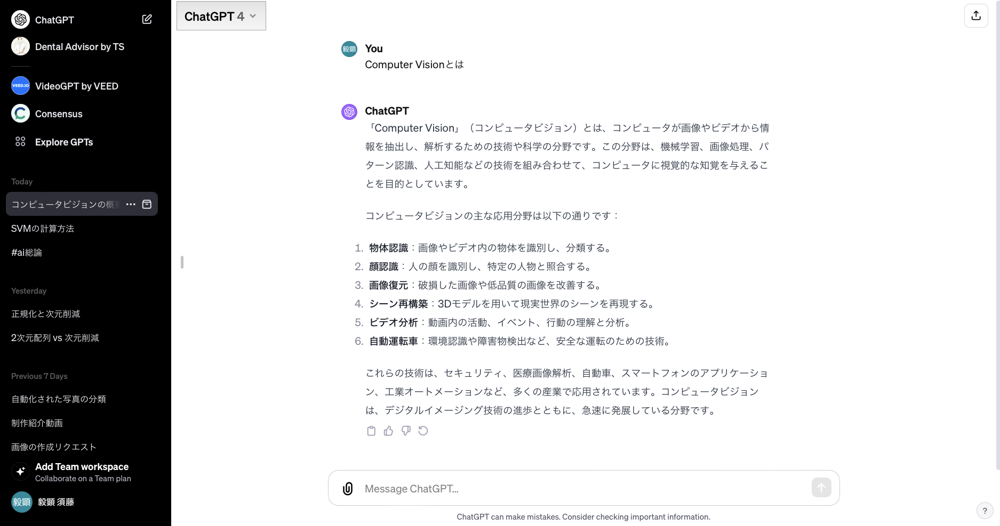 ChatGPT
Dental Advisor by TS
VEED.IO
VideoGPT by VEED
Consensus
Explore GPTs
Today
コンピュータビジョンの概要
SVMの計算方法
#ai総論
Yesterday
正規化と次元削減
2次元配列 vs 次元削減
Previous 7 Days
自動化された写真の分類
制作紹介動画
画像の作成リクエスト
Add Team workspace
Collaborate on a Team plan
毅顕
毅顕 須藤
ChatGPT 4
毅顕
You
Computer Visionとは
ChatGPT
「Computer Vision」（コンピュータビジョン）とは、コンピュータが画像やビデオから情
報を抽出し、解析するための技術や科学の分野です。この分野は、機械学習、画像処理、パ
ターン認識、人工知能などの技術を組み合わせて、コンピュータに視覚的な知覚を与えるこ
とを目的としています。
コンピュータビジョンの主な応用分野は以下の通りです：
1. 物体認識：画像やビデオ内の物体を識別し、分類する。
2. 顔認識：人の顔を識別し、特定の人物と照合する。
3. 画像復元：破損した画像や低品質の画像を改善する。
4. シーン再構築：3Dモデルを用いて現実世界のシーンを再現する。
5. ビデオ分析：動画内の活動、イベント、行動の理解と分析。
6. 自動運転車：環境認識や障害物検出など、安全な運転のための技術。
これらの技術は、セキュリティ、医療画像解析、自動車、スマートフォンのアプリケーショ
ン、工業オートメーションなど、多くの産業で応用されています。コンピュータビジョン
は、デジタルイメージング技術の進歩とともに、急速に発展している分野です。
Message ChatGPT...
ChatGPT can make mistakes. Consider checking important information.
?